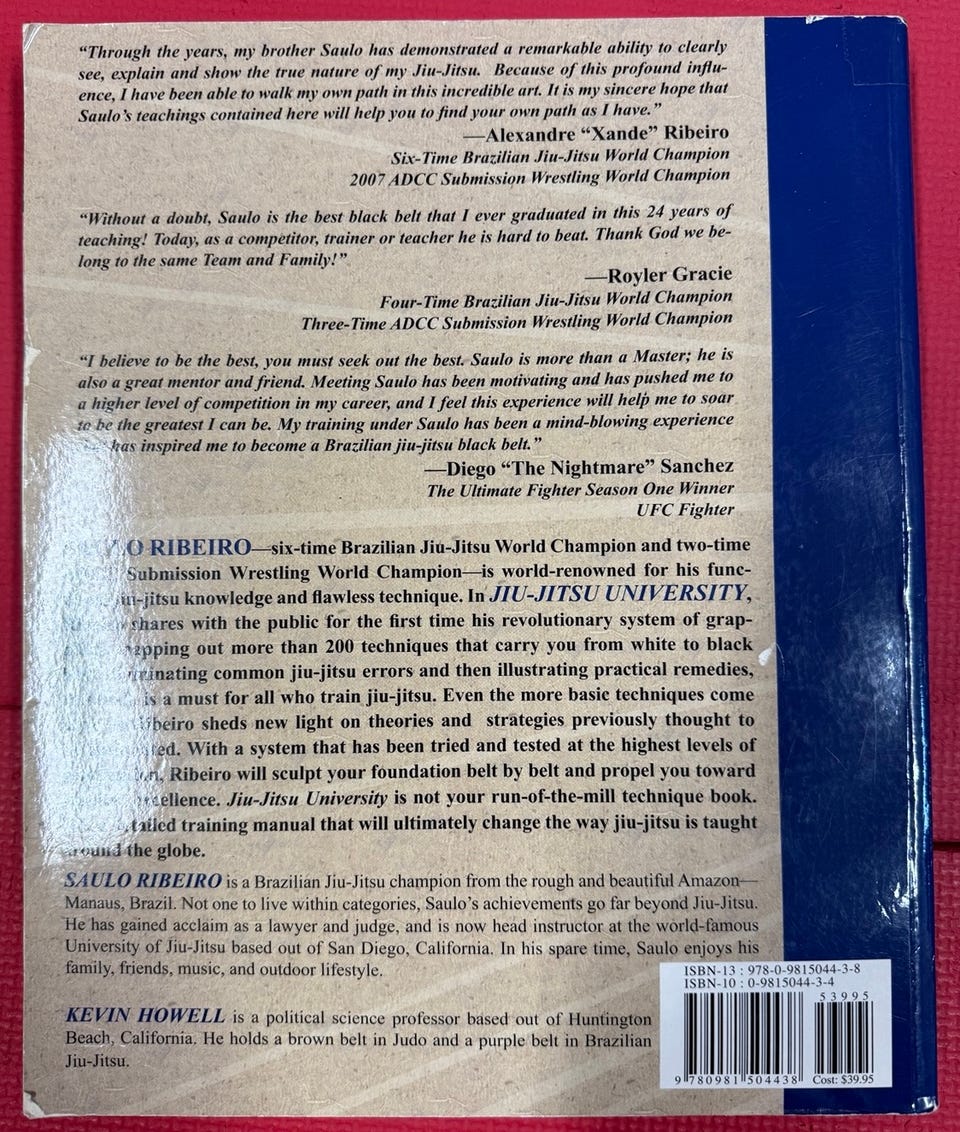 “Through the years, my brother Saulo has demonstrated a remarkable ability to clearly
see, explain and show the true nature of my Jiu-Jitsu.  Because of this profound influ-
ence, I have been able to walk my own path in this incredible art. It is my sincere hope that
Saulo’s teachings contained here will help you to find your own path as I have.”
—Alexandre “Xande” Ribeiro
Six-Time Brazilian Jiu-Jitsu World Champion
2007 ADCC Submission Wrestling World Champion
“Without a doubt, Saulo is the best black belt that I ever graduated in this 24 years of
teaching! Today, as a competitor, trainer or teacher he is hard to beat. Thank God we be-
long to the same Team and Family!”
—Royler Gracie
Four-Time Brazilian Jiu-Jitsu World Champion
Three-Time ADCC Submission Wrestling World Champion
“I believe to be the best, you must seek out the best. Saulo is more than a Master; he is
also a great mentor and friend. Meeting Saulo has been motivating and has pushed me to
a higher level of competition in my career, and I feel this experience will help me to soar
to be the greatest I can be. My training under Saulo has been a mind-blowing experience
has inspired me to become a Brazilian jiu-jitsu black belt.”
—Diego “The Nightmare” Sanchez
The Ultimate Fighter Season One Winner
UFC Fighter
RIBEIRO—six-time Brazilian Jiu-Jitsu World Champion and two-time
Submission Wrestling World Champion—is world-renowned for his func-
knowledge and flawless technique. In JIU-JITSU UNIVERSITY,
shares with the public for the first time his revolutionary system of grap-
out more than 200 techniques that carry you from white to black
common jiu-jitsu errors and then illustrating practical remedies,
is a must for all who train jiu-jitsu. Even the more basic techniques come
Ribeiro sheds new light on theories and  strategies previously thought to
With a system that has been tried and tested at the highest levels of
Ribeiro will sculpt your foundation belt by belt and propel you toward
excellence. Jiu-Jitsu University is not your run-of-the-mill technique book.
detailed training manual that will ultimately change the way jiu-jitsu is taught
around the globe.
SAULO RIBEIRO is a Brazilian Jiu-Jitsu champion from the rough and beautiful Amazon—
Manaus, Brazil. Not one to live within categories, Saulo’s achievements go far beyond Jiu-Jitsu.
He has gained acclaim as a lawyer and judge, and is now head instructor at the world-famous
University of Jiu-Jitsu based out of San Diego, California. In his spare time, Saulo enjoys his
family, friends, music, and outdoor lifestyle.
KEVIN HOWELL is a political science professor based out of Huntington
Beach, California. He holds a brown belt in Judo and a purple belt in Brazilian
Jiu-Jitsu.
ISBN-13 : 978-0-9815044-3-8
ISBN-10 : 0-9815044-3-4
53995
9 780981 504438
Cost: $39.95